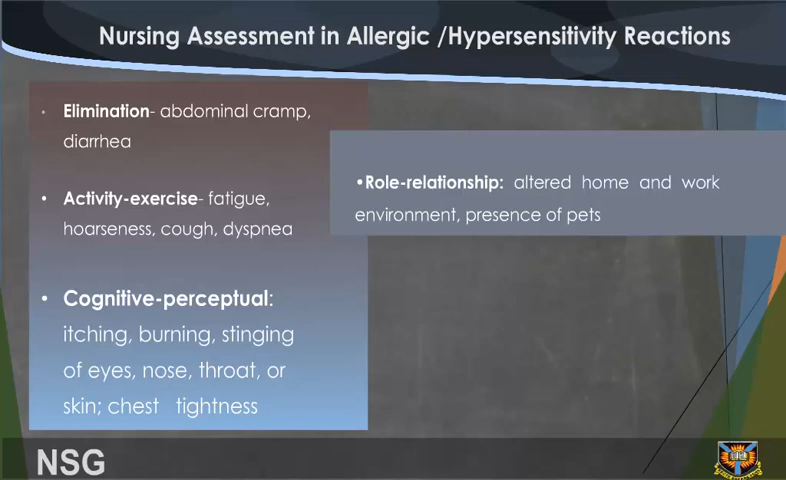 Nursing Assessment in Allergic /Hypersensitivity Reactions
• Elimination- abdominal cramp,
diarrhea
• Activity-exercise- fatigue,
hoarseness, cough, dyspnea
• Cognitive-perceptual:
itching, burning, stinging
of eyes, nose, throat, or
skin; chest tightness
•Role-relationship: altered home and work
environment, presence of pets
NSG